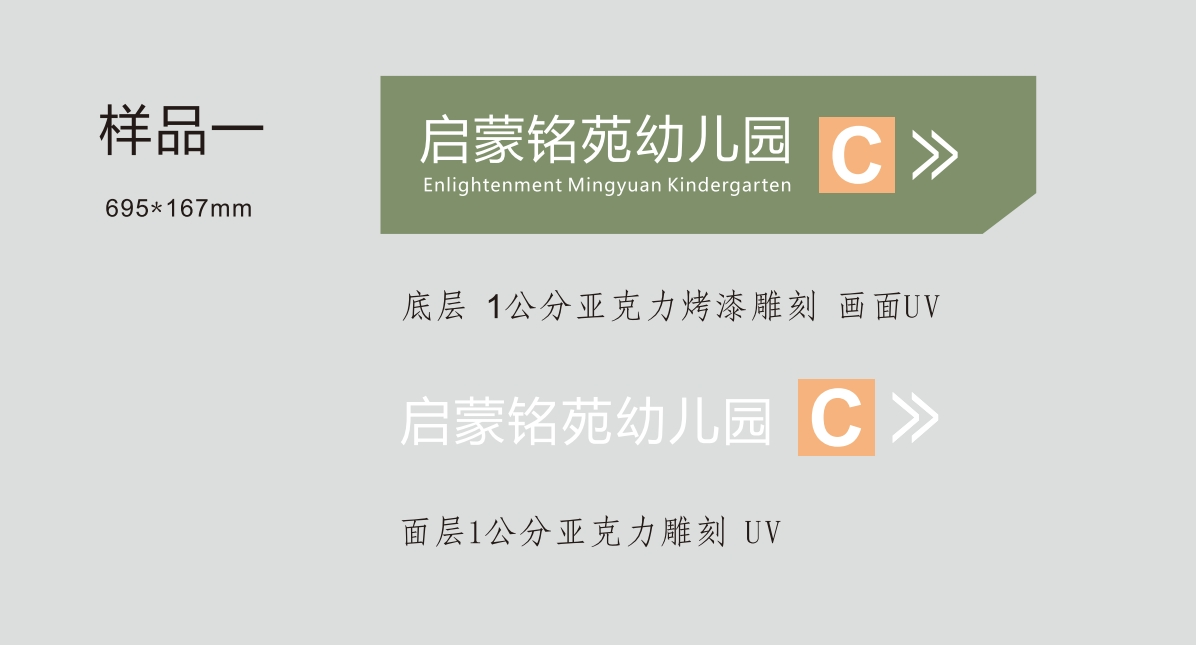 样品一
695*167mm
启蒙铭苑幼儿园 C
Enlightenment Mingyuan Kindergarten
底层 1公分亚克力烤漆雕刻 画面UV
启蒙铭苑幼儿园 C
面层1公分亚克力雕刻 UV